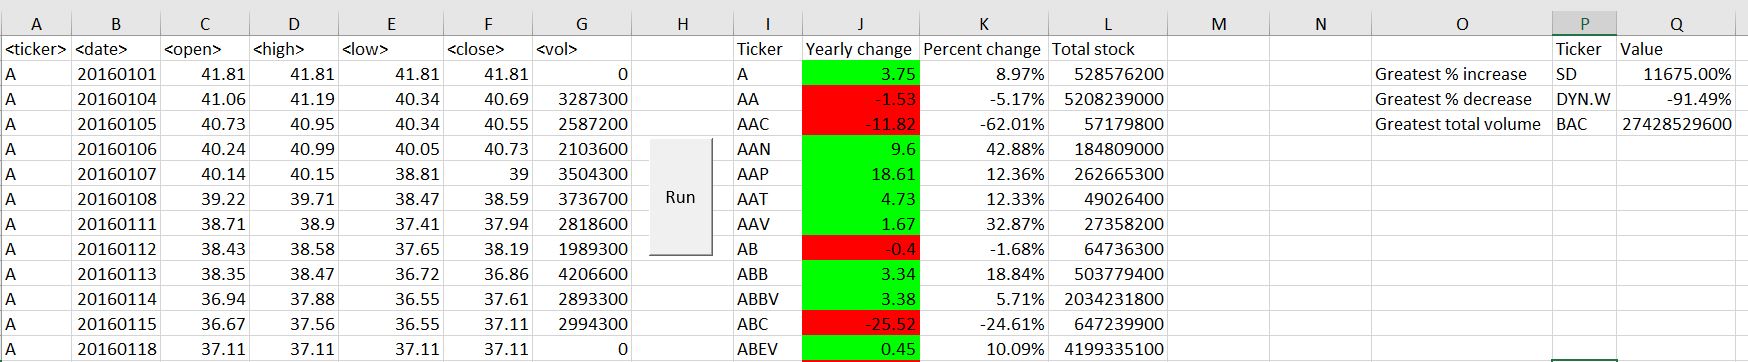 A B C D E F G H I J K L M N O P Q
<ticker> <date> <open> <high> <low> <close> <vol> Ticker Yearly change Percent change Total stock Ticker Value
A 20160101 41.81 41.81 41.81 41.81 0 A 3.75 8.97% 528576200 Greatest % increase SD 11675.00%
A 20160104 41.06 41.19 40.34 40.69 3287300 AA -1.53 -5.17% 5208239000 Greatest % decrease DYN.W -91.49%
A 20160105 40.73 40.95 40.34 40.55 2587200 AAC -11.82 -62.01% 57179800 Greatest total volume BAC 27428529600
A 20160106 40.24 40.99 40.05 40.73 2103600 AAN 9.6 42.88% 184809000
A 20160107 40.14 40.15 38.81 39 3504300 AAP 18.61 12.36% 262665300
A 20160108 39.22 39.71 38.47 38.59 3736700 Run AAT 4.73 12.33% 49026400
A 20160111 38.71 38.9 37.41 37.94 2818600 AAV 1.67 32.87% 27358200
A 20160112 38.43 38.58 37.65 38.19 1989300 AB -0.4 -1.68% 64736300
A 20160113 38.35 38.47 36.72 36.86 4206600 ABB 3.34 18.84% 503779400
A 20160114 36.94 37.88 36.55 37.61 2893300 ABBV 3.38 5.71% 2034231800
A 20160115 36.67 37.56 36.55 37.11 2994300 ABC -25.52 -24.61% 647239900
A 20160118 37.11 37.11 37.11 37.11 0 ABEV 0.45 10.09% 4199335100